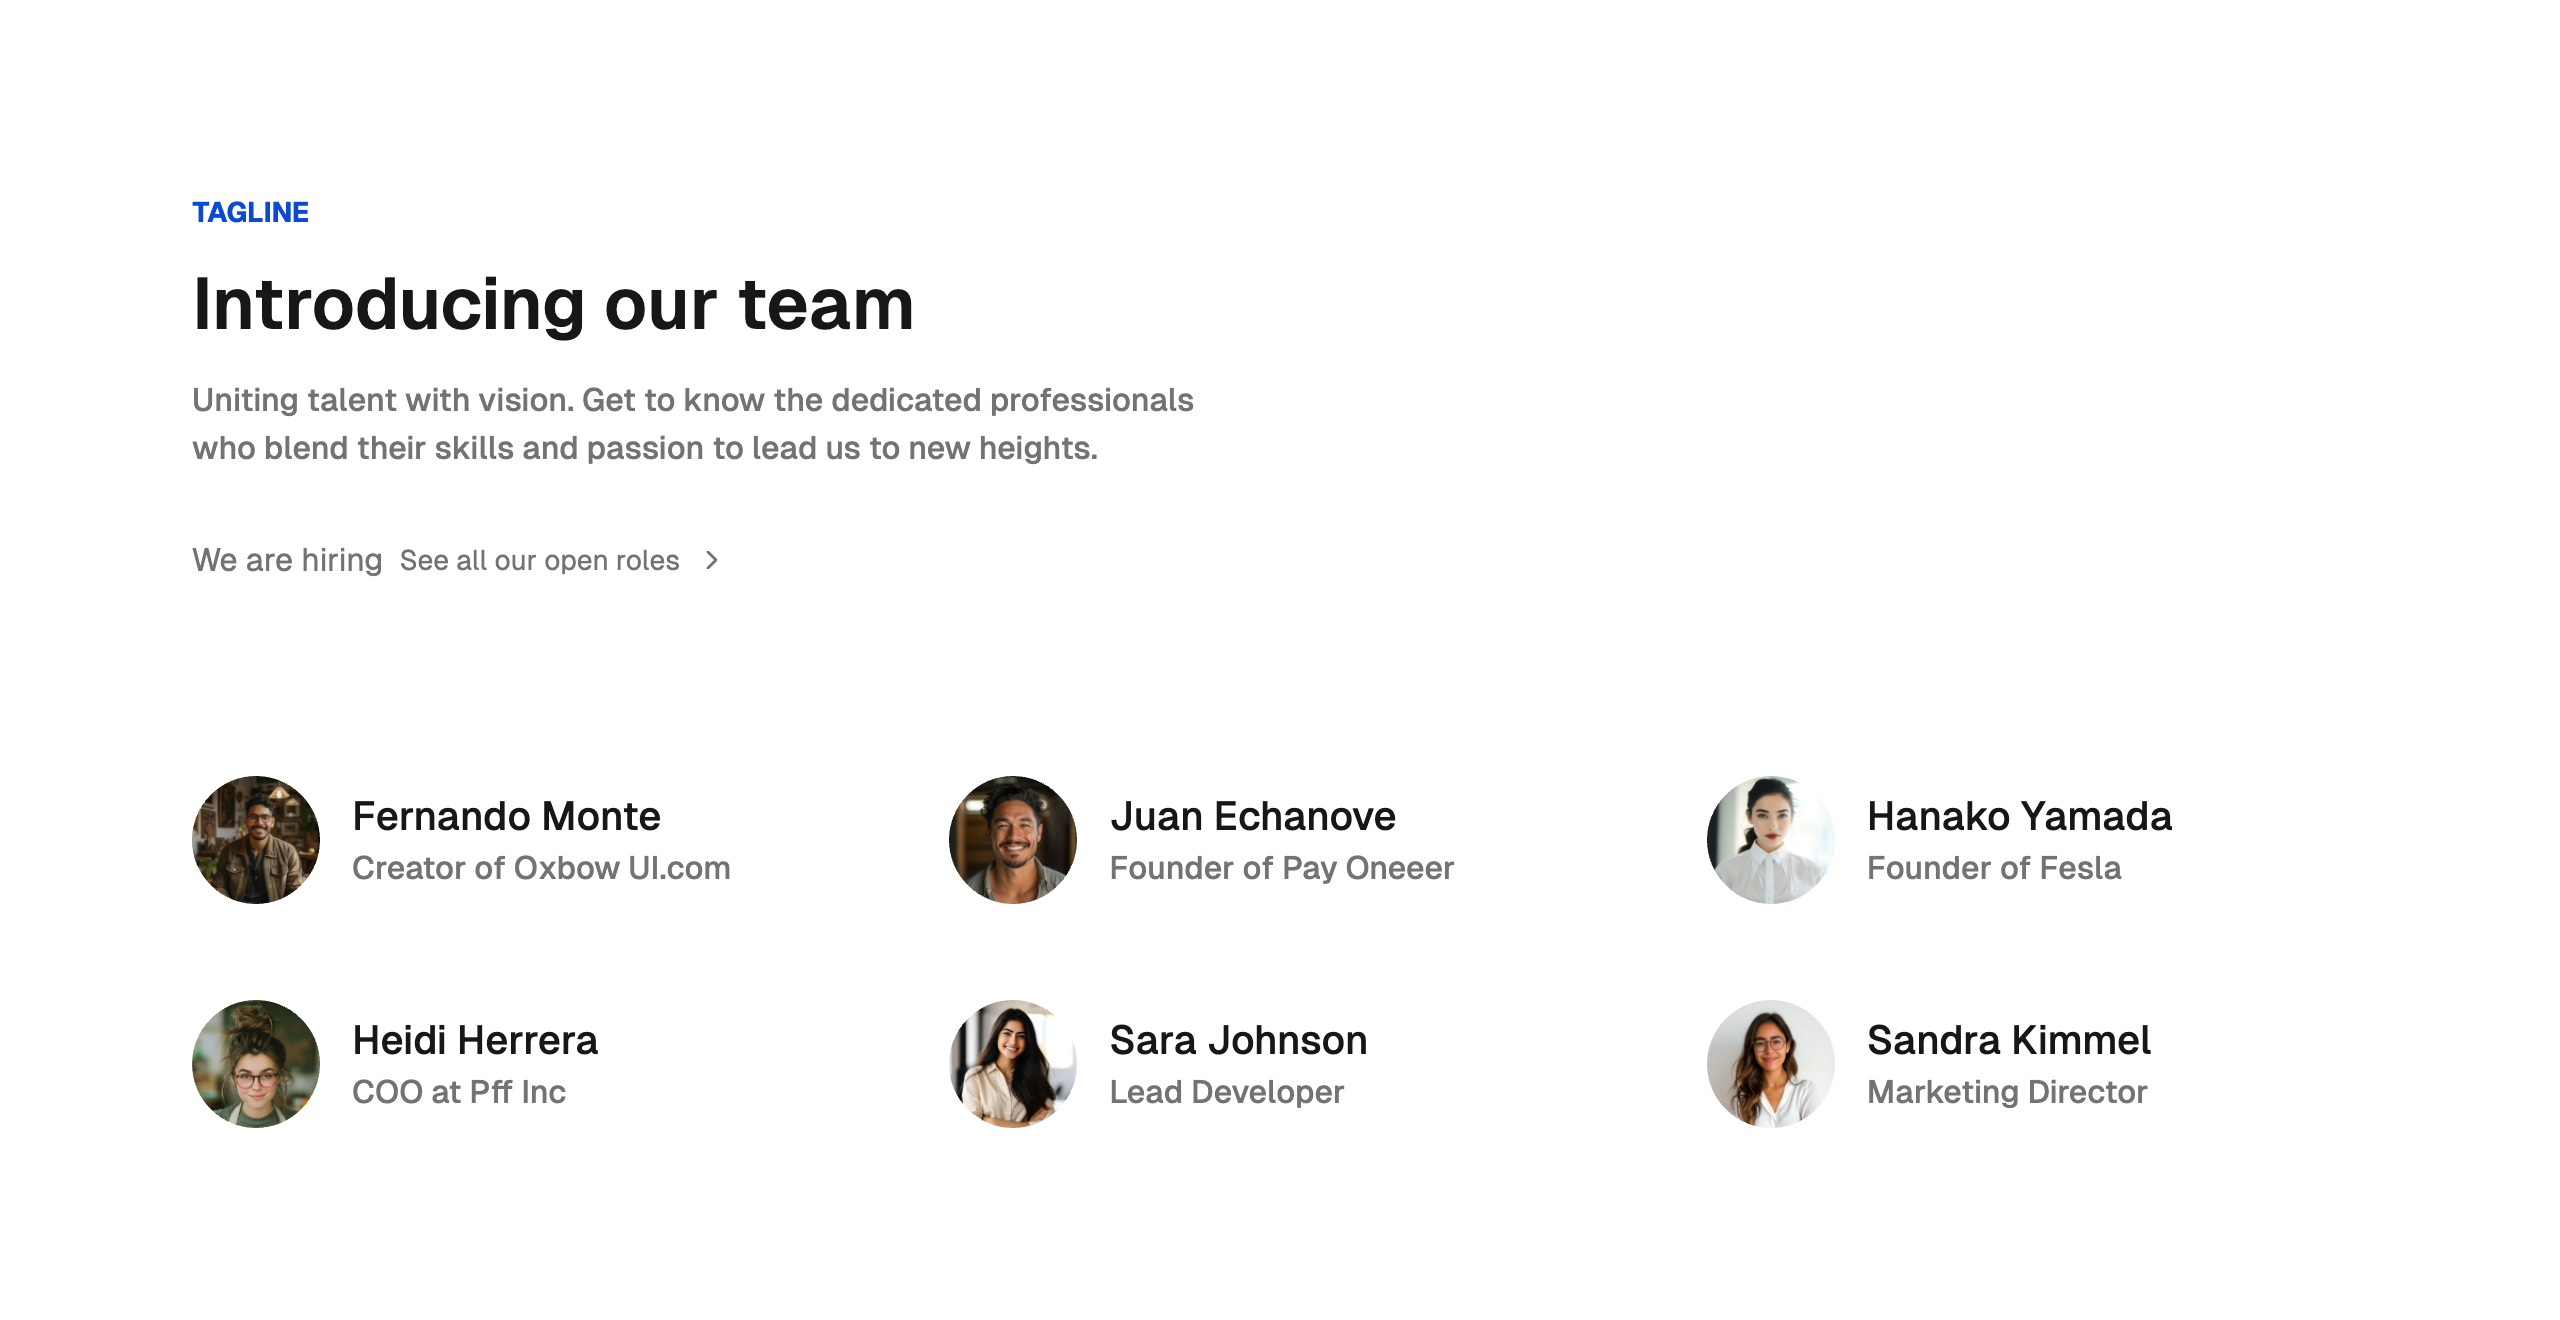 TAGLINE
Introducing our team
Uniting talent with vision. Get to know the dedicated professionals
who blend their skills and passion to lead us to new heights.
We are hiring See all our open roles
Fernando Monte
Creator of Oxbow UI.com
Juan Echanove
Founder of Pay Oneeer
Hanako Yamada
Founder of Fesla
Heidi Herrera
COO at Pff Inc
Sara Johnson
Lead Developer
Sandra Kimmel
Marketing Director